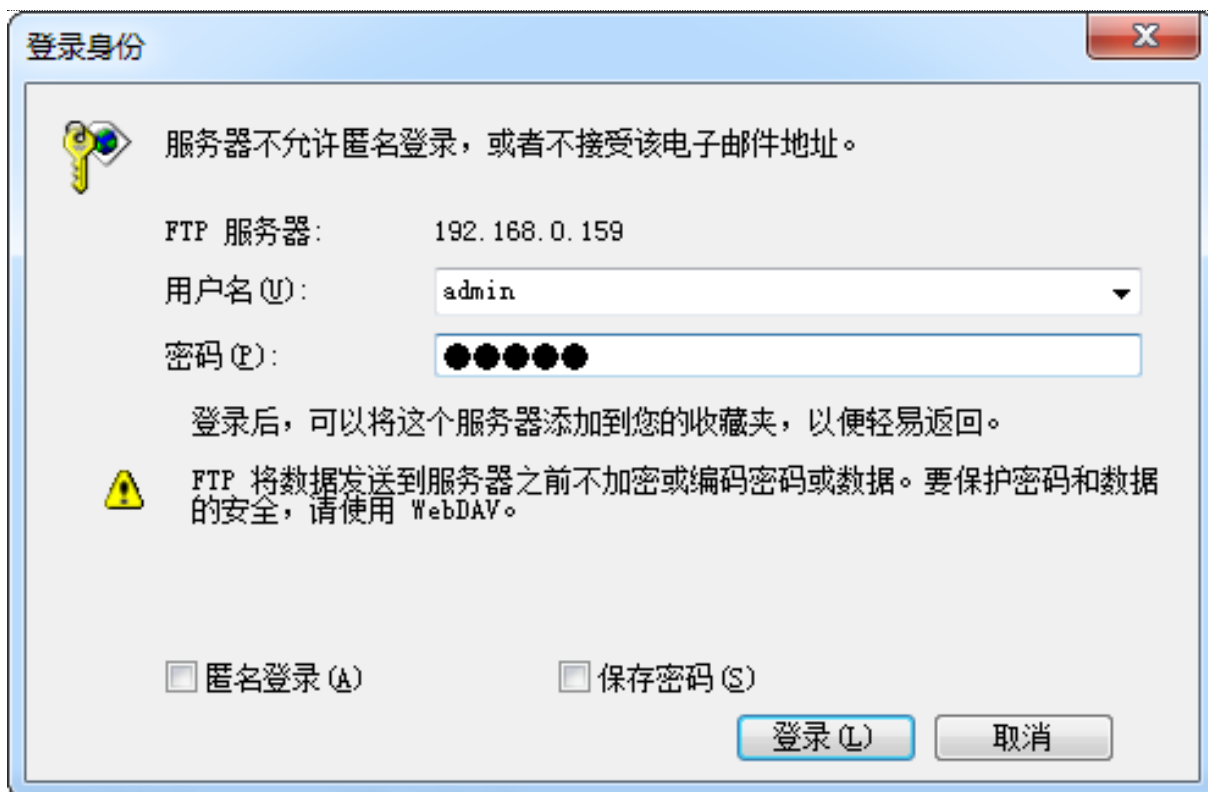 登录身份
服务器不允许匿名登录，或者不接受该电子邮件地址。
FTP 服务器: 192.168.0.159
用户名(U): admin
密码(P): ●●●●●
登录后，可以将这个服务器添加到您的收藏夹，以便轻易返回。
FTP 将数据发送到服务器之前不加密或编码密码或数据。要保护密码和数据
的安全，请使用 WebDAV。
匿名登录(A) 保存密码(S)
登录(L) 取消